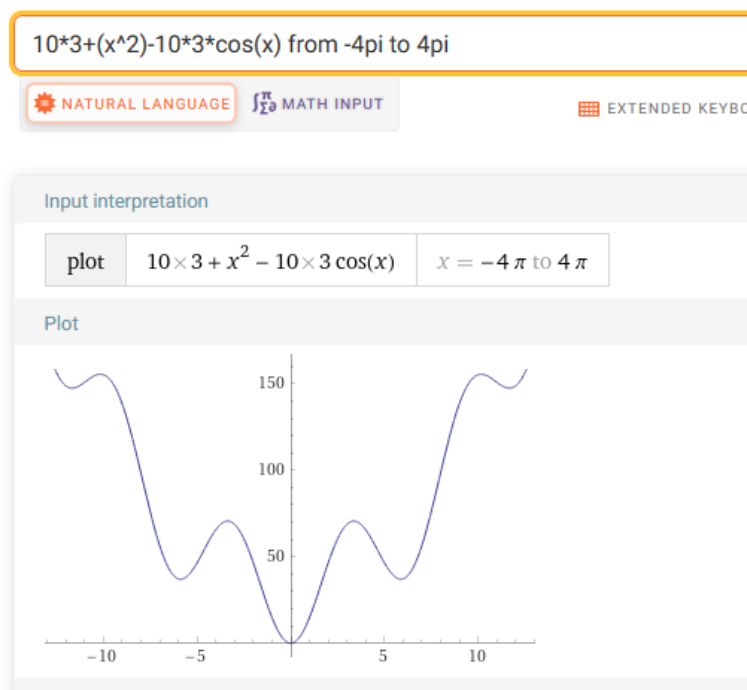 10*3+(x^2)-10*3*cos(x) from -4pi to 4pi
NATURAL LANGUAGE
∫Σ∂π MATH INPUT
EXTENDED KEYBO
Input interpretation
plot 10×3 + x² − 10×3 cos(x) x = −4 π to 4 π
Plot
150
100
50
−10 −5 5 10